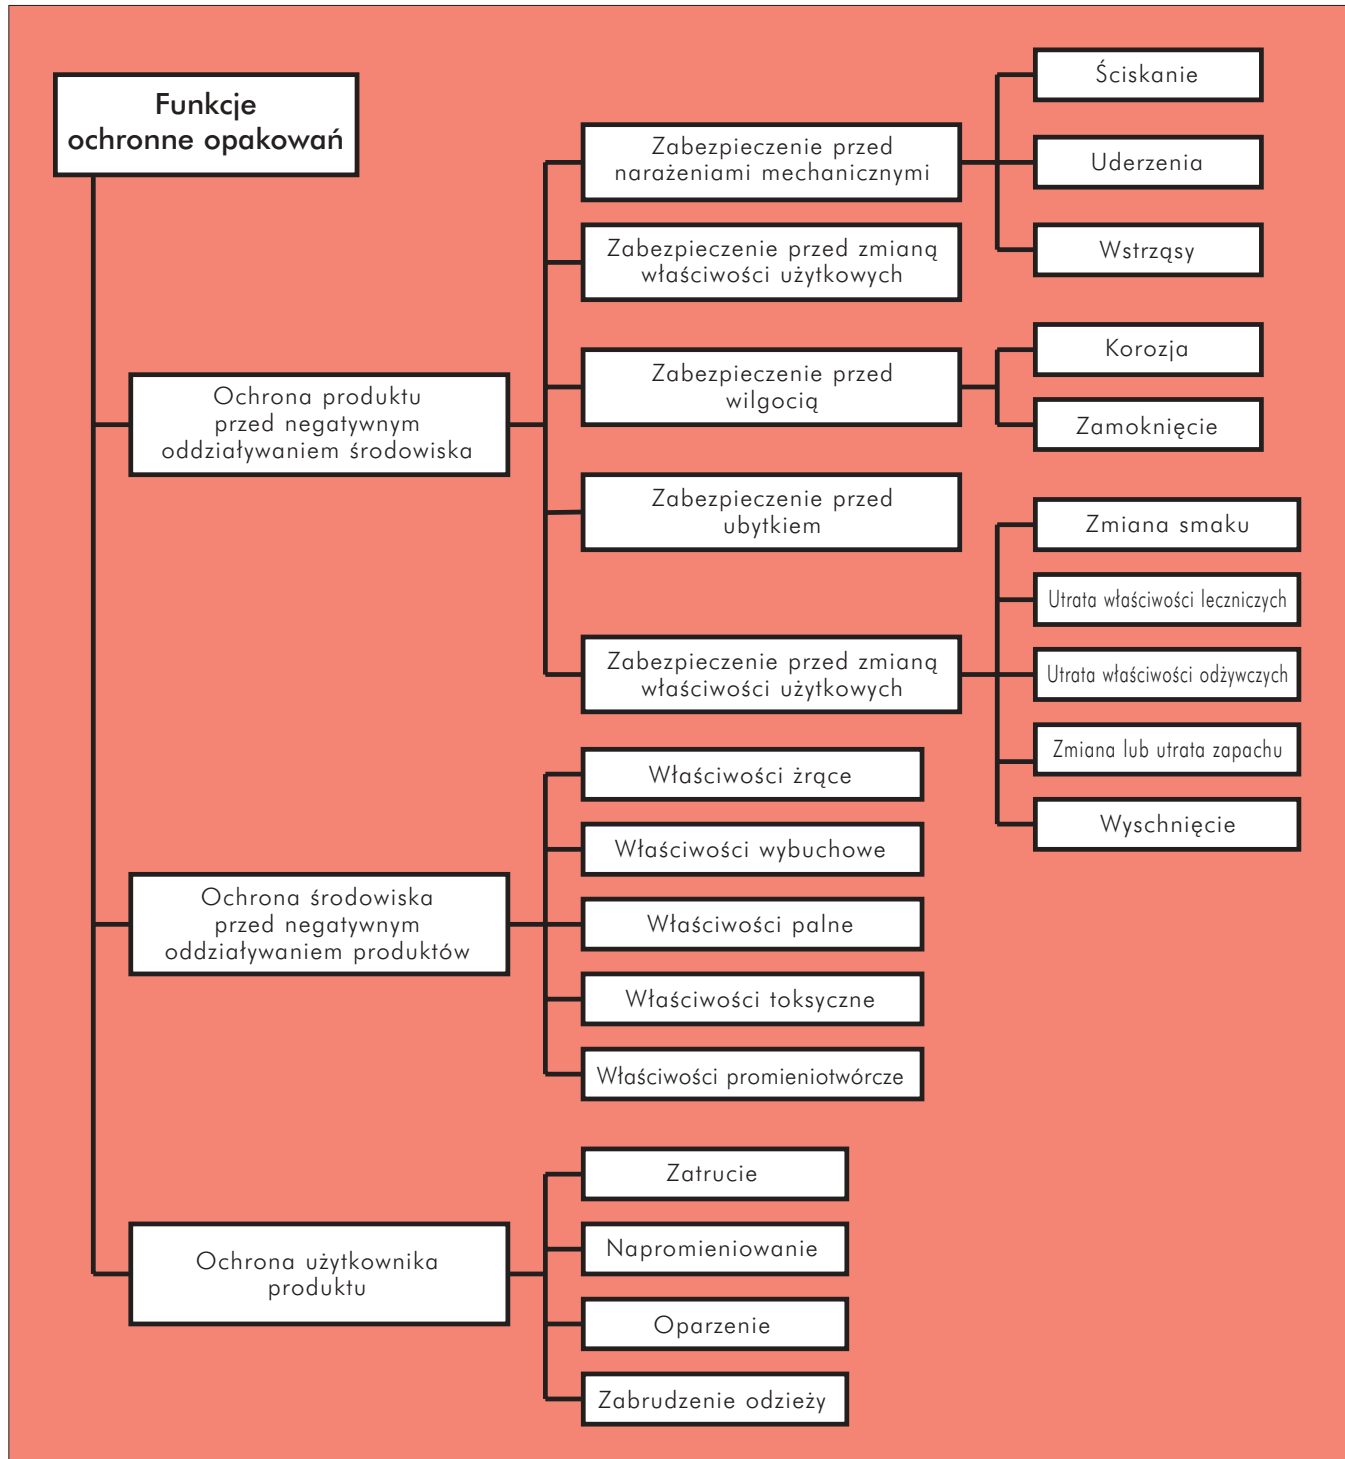 Funkcje
ochronne opakowań
Ochrona produktu
przed negatywnym
oddziaływaniem środowiska
Zabezpieczenie przed
narażeniami mechanicznymi
Ściskanie
Uderzenia
Wstrząsy
Zabezpieczenie przed zmianą
właściwości użytkowych
Zabezpieczenie przed
wilgocią
Korozja
Zamoknięcie
Zabezpieczenie przed
ubytkiem
Zabezpieczenie przed zmianą
właściwości użytkowych
Zmiana smaku
Utrata właściwości leczniczych
Utrata właściwości odżywczych
Zmiana lub utrata zapachu
Wyschnięcie
Ochrona środowiska
przed negatywnym
oddziaływaniem produktów
Właściwości żrące
Właściwości wybuchowe
Właściwości palne
Właściwości toksyczne
Właściwości promieniotwórcze
Ochrona użytkownika
produktu
Zatrucie
Napromieniowanie
Oparzenie
Zabrudzenie odzieży